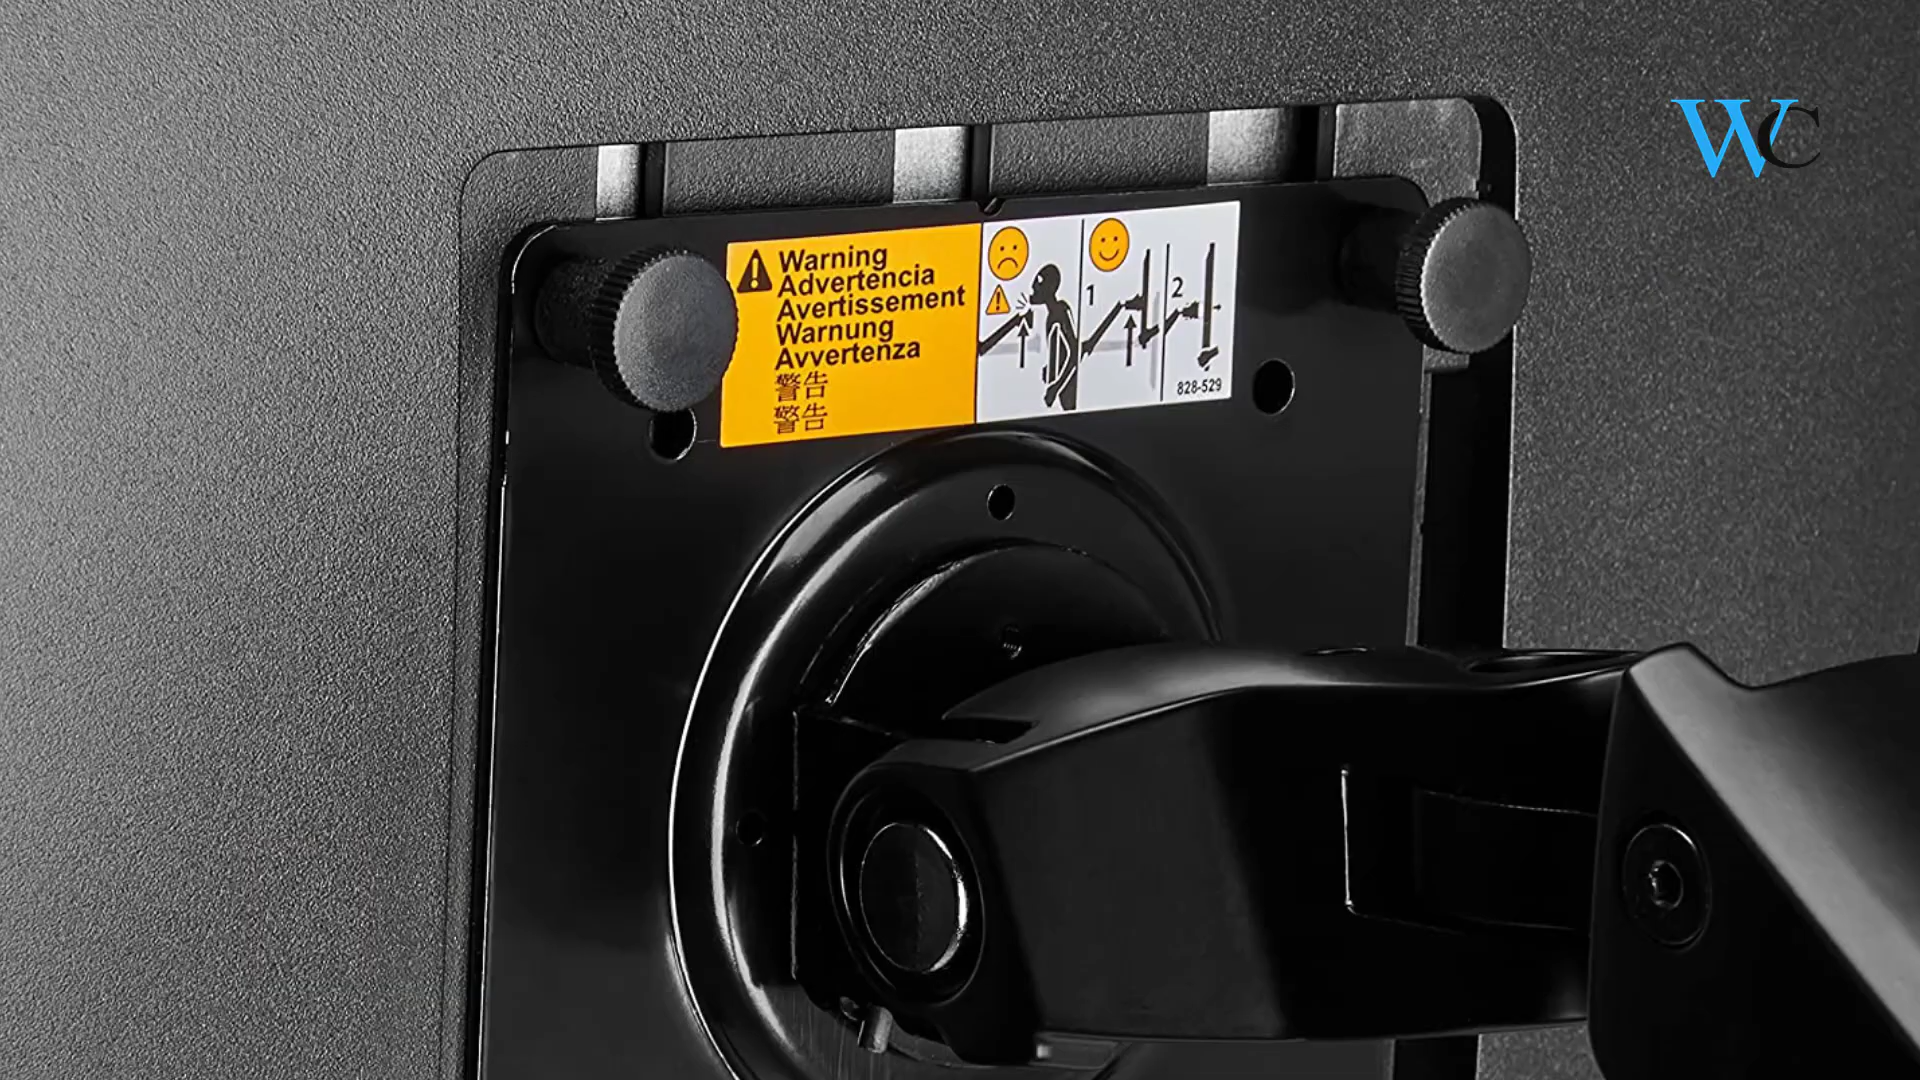 WC
Warning
Advertencia
Avertissement
Warnung
Avvertenza
警告
警告
1
2
828-529